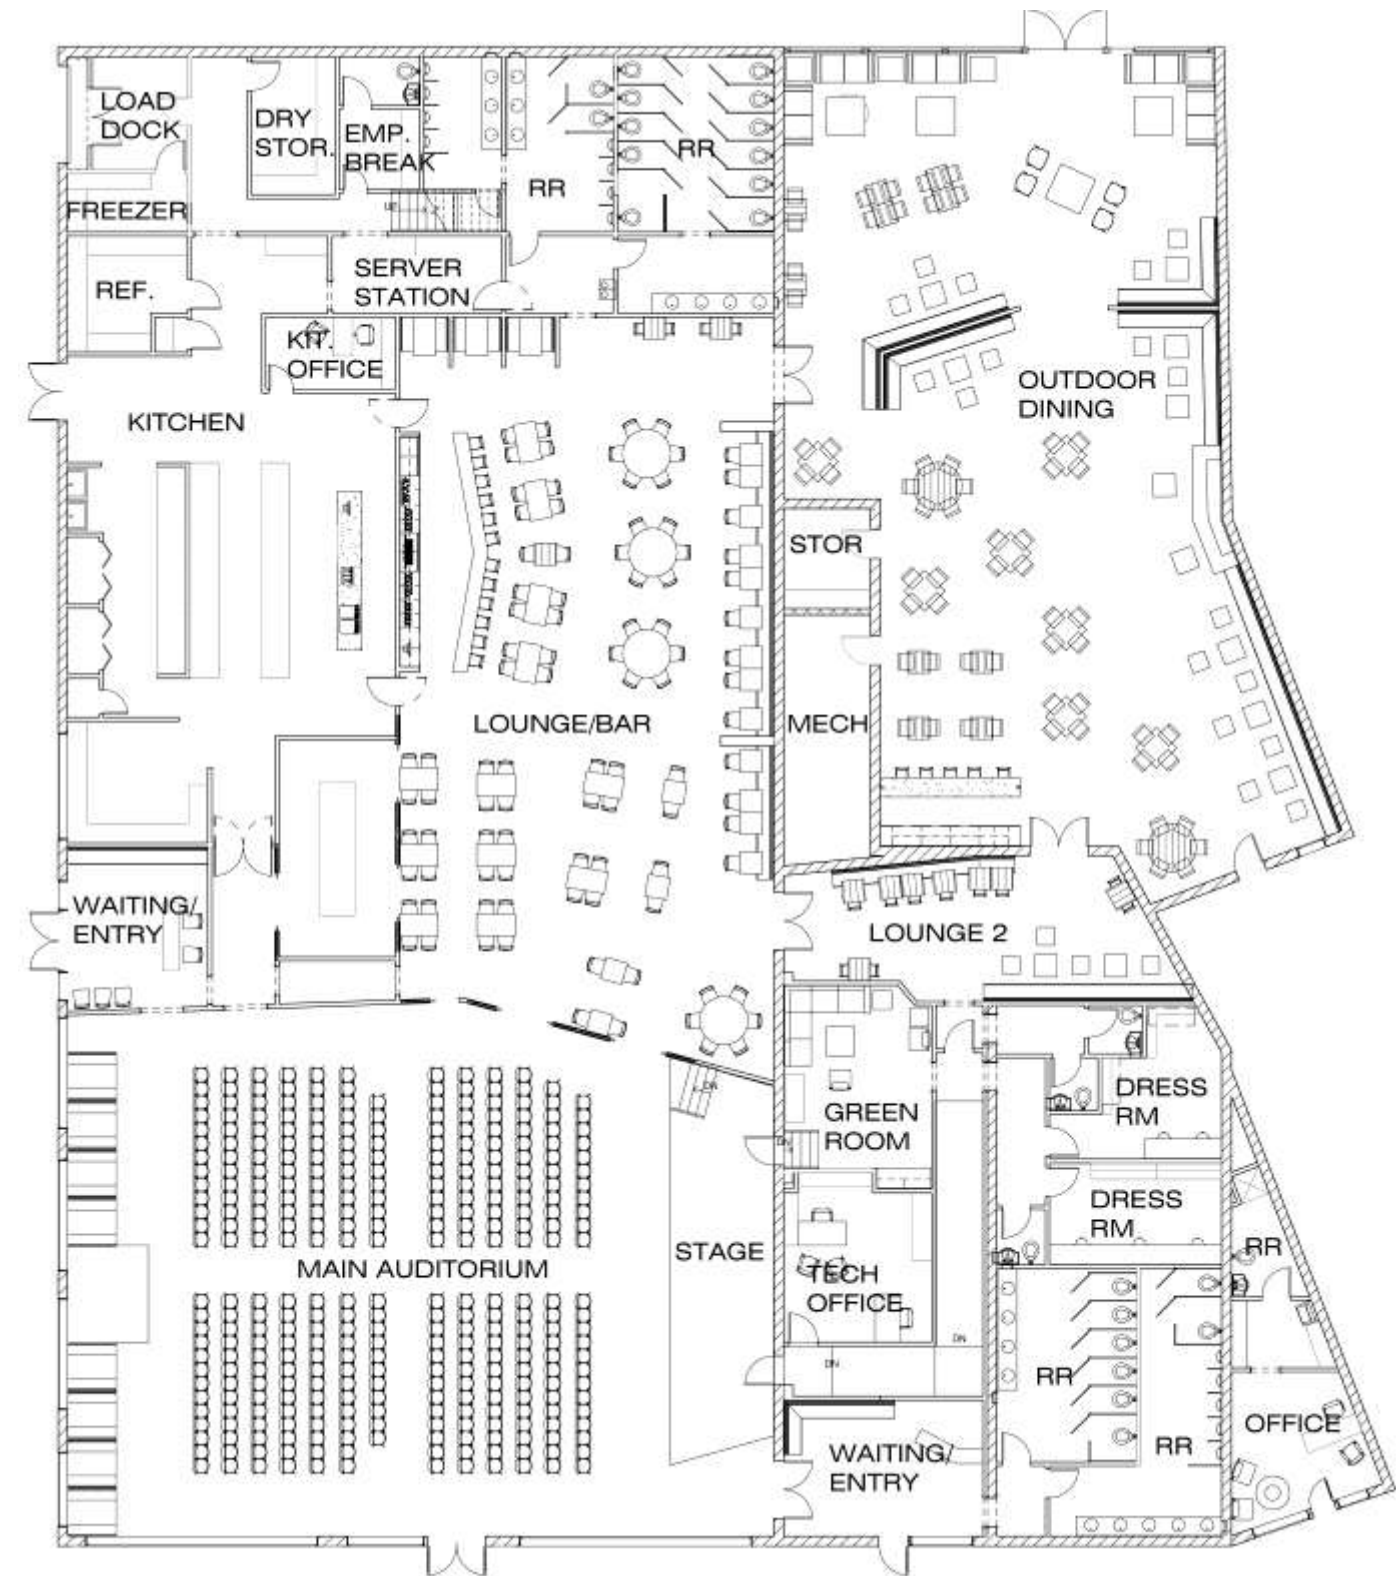 LOAD
DOCK
DRY
STOR.
EMP.
BREAK
RR
RR
FREEZER
REF.
SERVER
STATION
KIT.
OFFICE
KITCHEN
OUTDOOR
DINING
STOR
LOUNGE/BAR
MECH
WAITING/
ENTRY
LOUNGE 2
GREEN
ROOM
DRESS
RM
DRESS
RM
STAGE
MAIN AUDITORIUM
TECH
OFFICE
RR
DN
DN
RR
RR
OFFICE
WAITING/
ENTRY